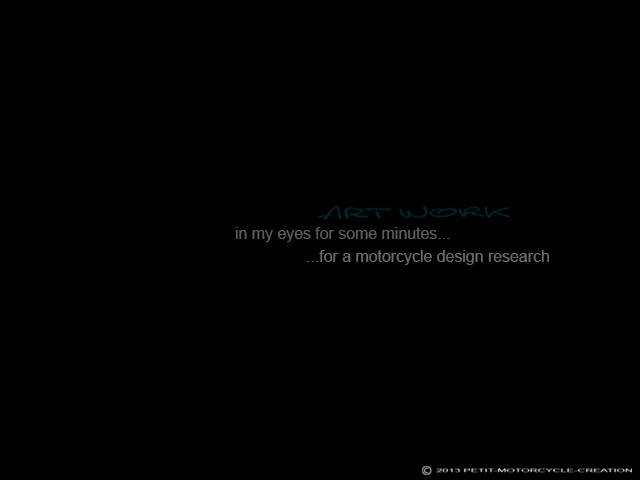 ART WORK
in my eyes for some minutes...
...for a motorcycle design research
© 2013 PETIT-MOTORCYCLE-CREATION